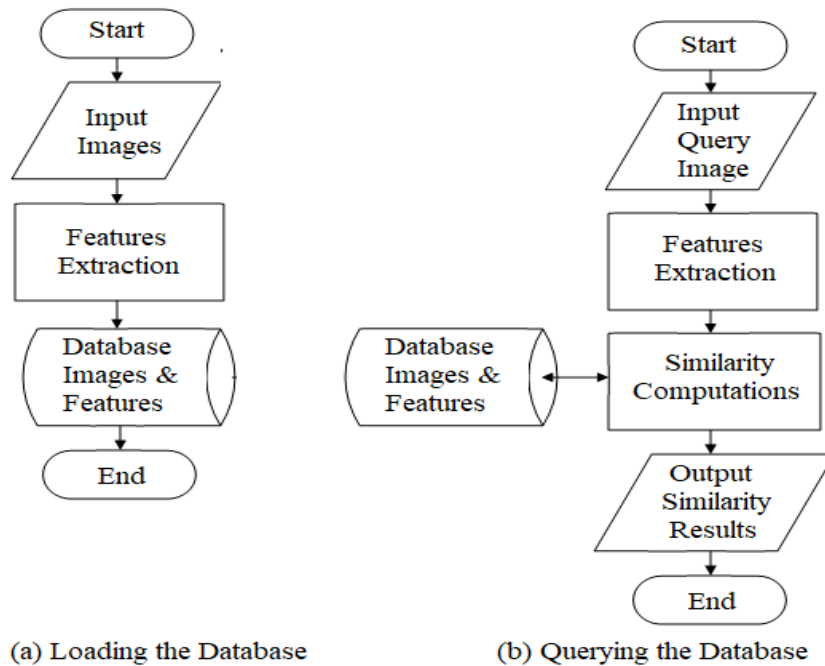 Start
Input
Images
Features
Extraction
Database
Images &
Features
End
(a) Loading the Database
Start
Input
Query
Image
Features
Extraction
Database
Images &
Features
Similarity
Computations
Output
Similarity
Results
End
(b) Querying the Database